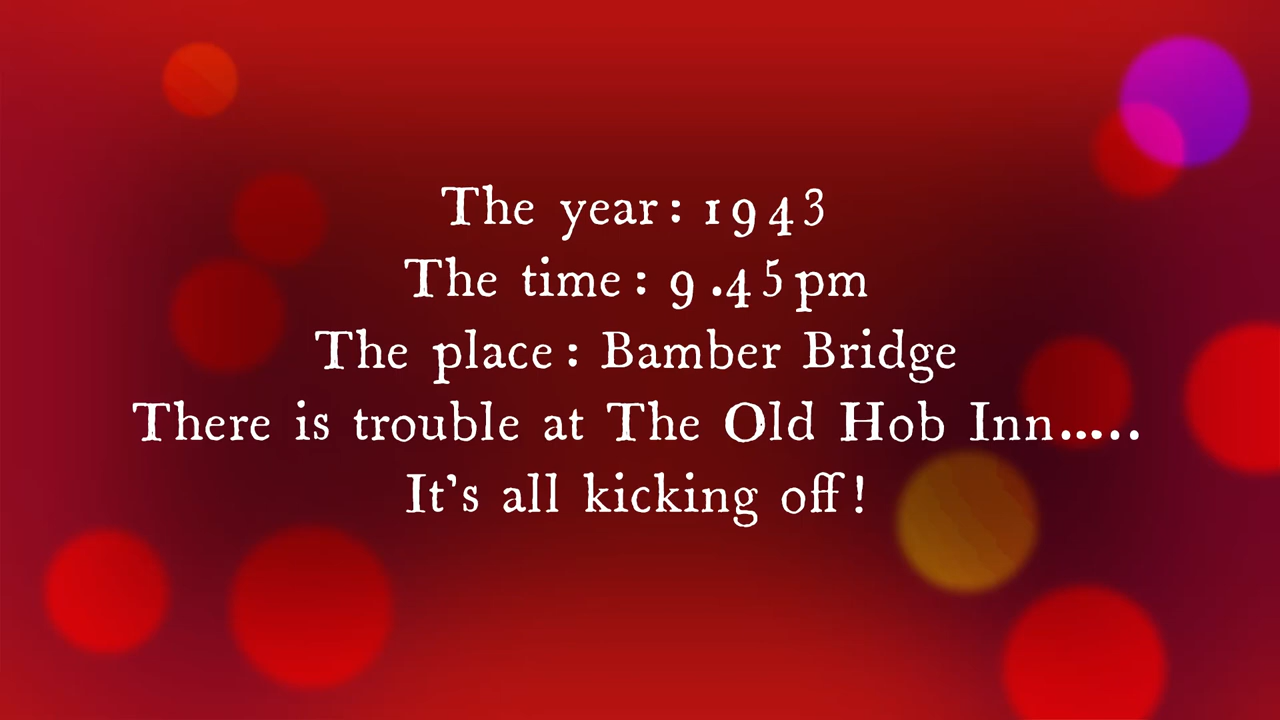 The year: 1943
The time: 9.45pm
The place: Bamber Bridge
There is trouble at The Old Hob Inn.....
It's all kicking off!